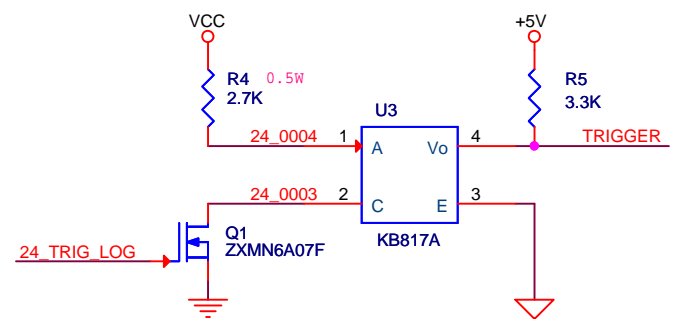 VCC
+5V
R4 0.5W
2.7K
R5
3.3K
U3
24_0004 1
A
Vo
4
TRIGGER
24_0003 2
C
E
3
KB817A
Q1
ZXMN6A07F
24_TRIG_LOG